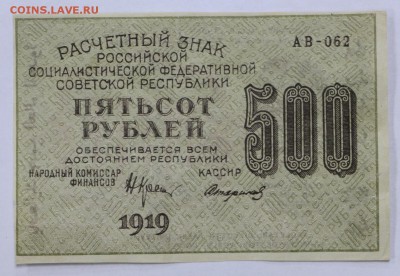 COINS.LAVE.RU
РАСЧЕТНЫЙ ЗНАК
АВ-062
РОССИЙСКОЙ
СОЦИАЛИСТИЧЕСКОЙ ФЕДЕРАТИВНОЙ
СОВЕТСКОЙ РЕСПУБЛИКИ
ПЯТЬСОТ
РУБЛЕЙ
500
ОБЕСПЕЧИВАЕТСЯ ВСЕМ
ДОСТОЯНИЕМ РЕСПУБЛИКИ
НАРОДНЫЙ КОМИССАР
ФИНАНСОВ
КАССИР
1919